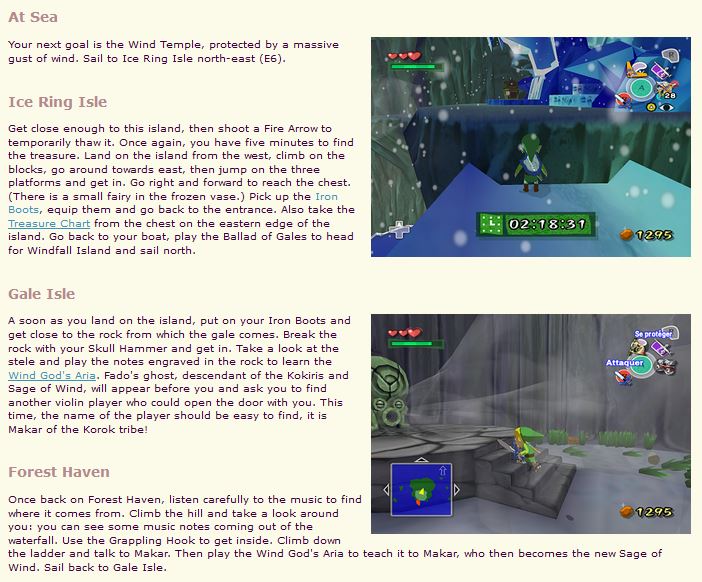 At Sea
Your next goal is the Wind Temple, protected by a massive
gust of wind. Sail to Ice Ring Isle north-east (E6).
Ice Ring Isle
Get close enough to this island, then shoot a Fire Arrow to
temporarily thaw it. Once again, you have five minutes to find
the treasure. Land on the island from the west, climb on the
blocks, go around towards east, then jump on the three
platforms and get in. Go right and forward to reach the chest.
(There is a small fairy in the frozen vase.) Pick up the Iron
Boots, equip them and go back to the entrance. Also take the
Treasure Chart from the chest on the eastern edge of the
island. Go back to your boat, play the Ballad of Gales to head
for Windfall Island and sail north.
R
A
28
02:18:31
1295
Gale Isle
A soon as you land on the island, put on your Iron Boots and
get close to the rock from which the gale comes. Break the
rock with your Skull Hammer and get in. Take a look at the
stele and play the notes engraved in the rock to learn the
Wind God's Aria. Fado's ghost, descendant of the Kokiris and
Sage of Wind, will appear before you and ask you to find
another violin player who could open the door with you. This
time, the name of the player should be easy to find, it is
Makar of the Korok tribe!
Se protéger
Attaquer
1295
Forest Haven
Once back on Forest Haven, listen carefully to the music to find
where it comes from. Climb the hill and take a look around
you: you can see some music notes coming out of the
waterfall. Use the Grappling Hook to get inside. Climb down
the ladder and talk to Makar. Then play the Wind God's Aria to teach it to Makar, who then becomes the new Sage of
Wind. Sail back to Gale Isle.